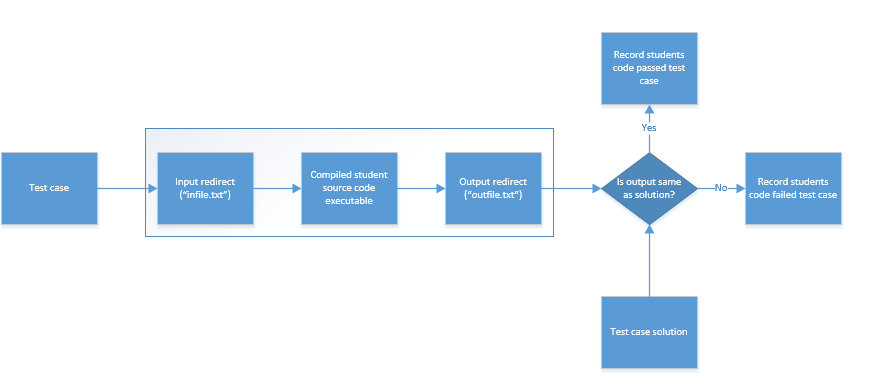 Record students
code passed test
case
Yes
Test case
Input redirect
("infile.txt")
Compiled student
source code
executable
Output redirect
("outfile.txt")
Is output same
as solution?
No
Record students
code failed test case
Test case solution